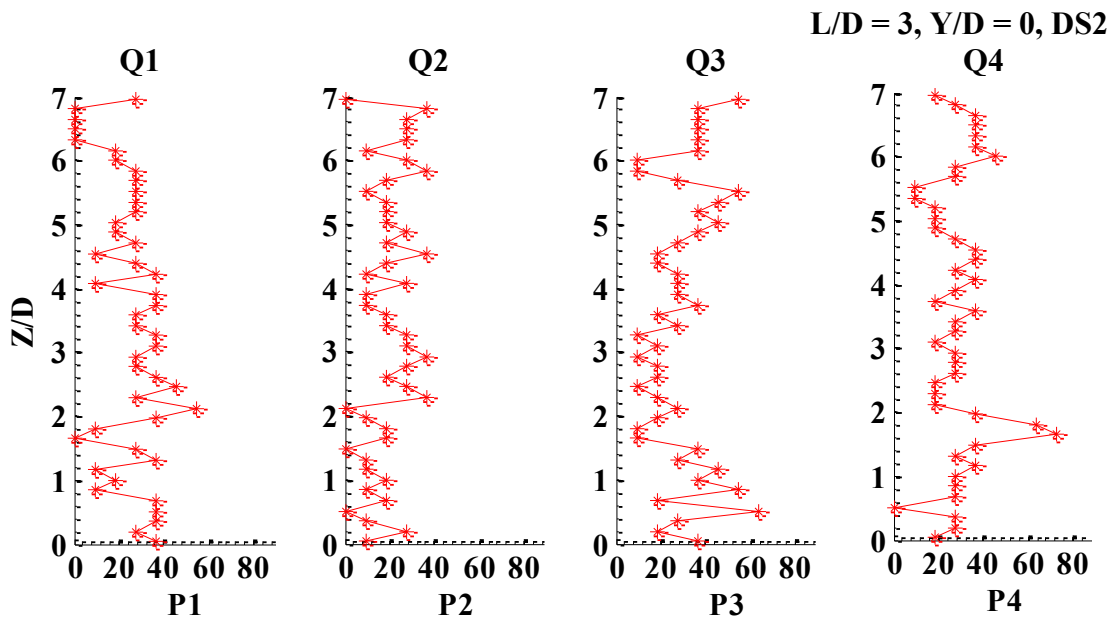 L/D = 3, Y/D = 0, DS2
Q1 Q2 Q3 Q4
7 7 7 7
6 6 6 6
5 5 5 5
4 4 4 4
Z/D
3 3 3 3
2 2 2 2
1 1 1 1
0 0 0 0
0 20 40 60 80 0 20 40 60 80 0 20 40 60 80 0 20 40 60 80
P1 P2 P3 P4